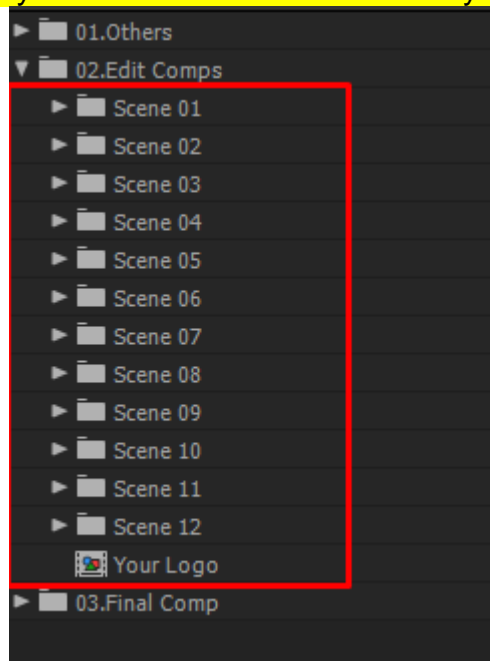 01.Others
02.Edit Comps
Scene 01
Scene 02
Scene 03
Scene 04
Scene 05
Scene 06
Scene 07
Scene 08
Scene 09
Scene 10
Scene 11
Scene 12
Your Logo
03.Final Comp